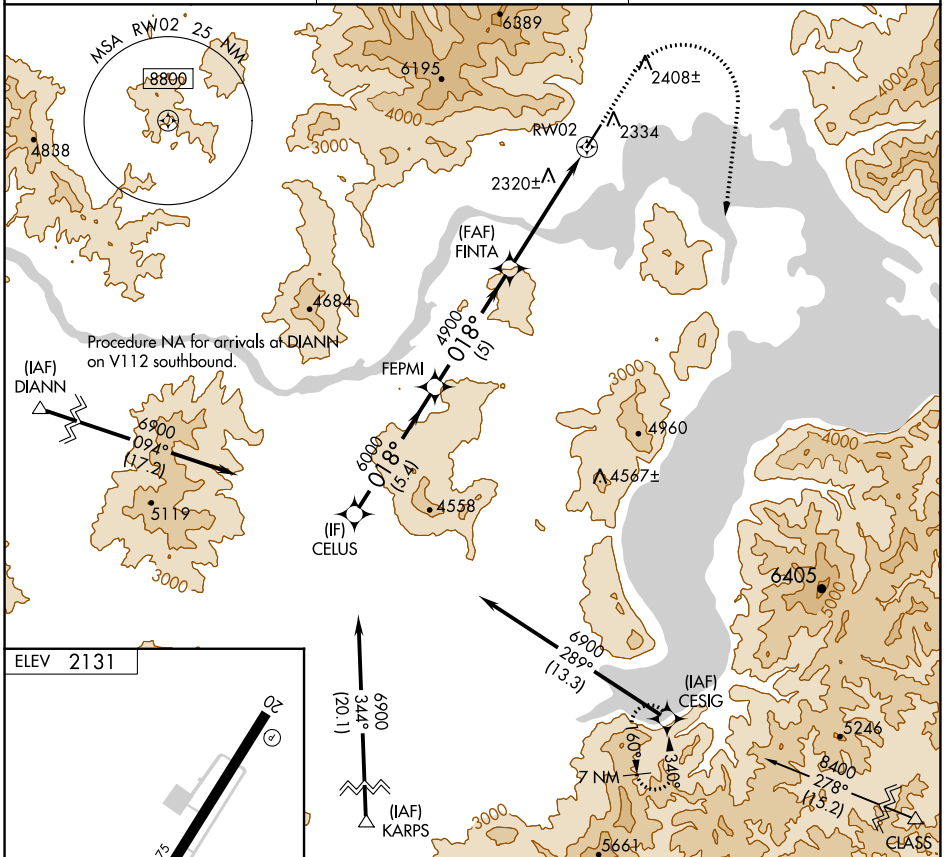 MSA RW02 25 NM
8800
6389
6195
4000
3000
4838
2408±
4000
RW02
2334
2320±
(FAF)
FINTA
4684
4900
018°
(5)
Procedure NA for arrivals at DIANN
on V112 southbound.
FEPMI
(IAF)
DIANN
6900
094°
(17.2)
5119
3000
6000
018°
(5.4)
4558
(IF)
CELUS
3000
4960
4567±
4000
6405
5000
6900
289°
(13.3)
(IAF)
CESIG
160°
340°
7 NM
6900
344°
(20.1)
(IAF)
KARPS
3000
5661
5246
8400
278°
(15.2)
CLASS
ELEV 2131
20
P
75